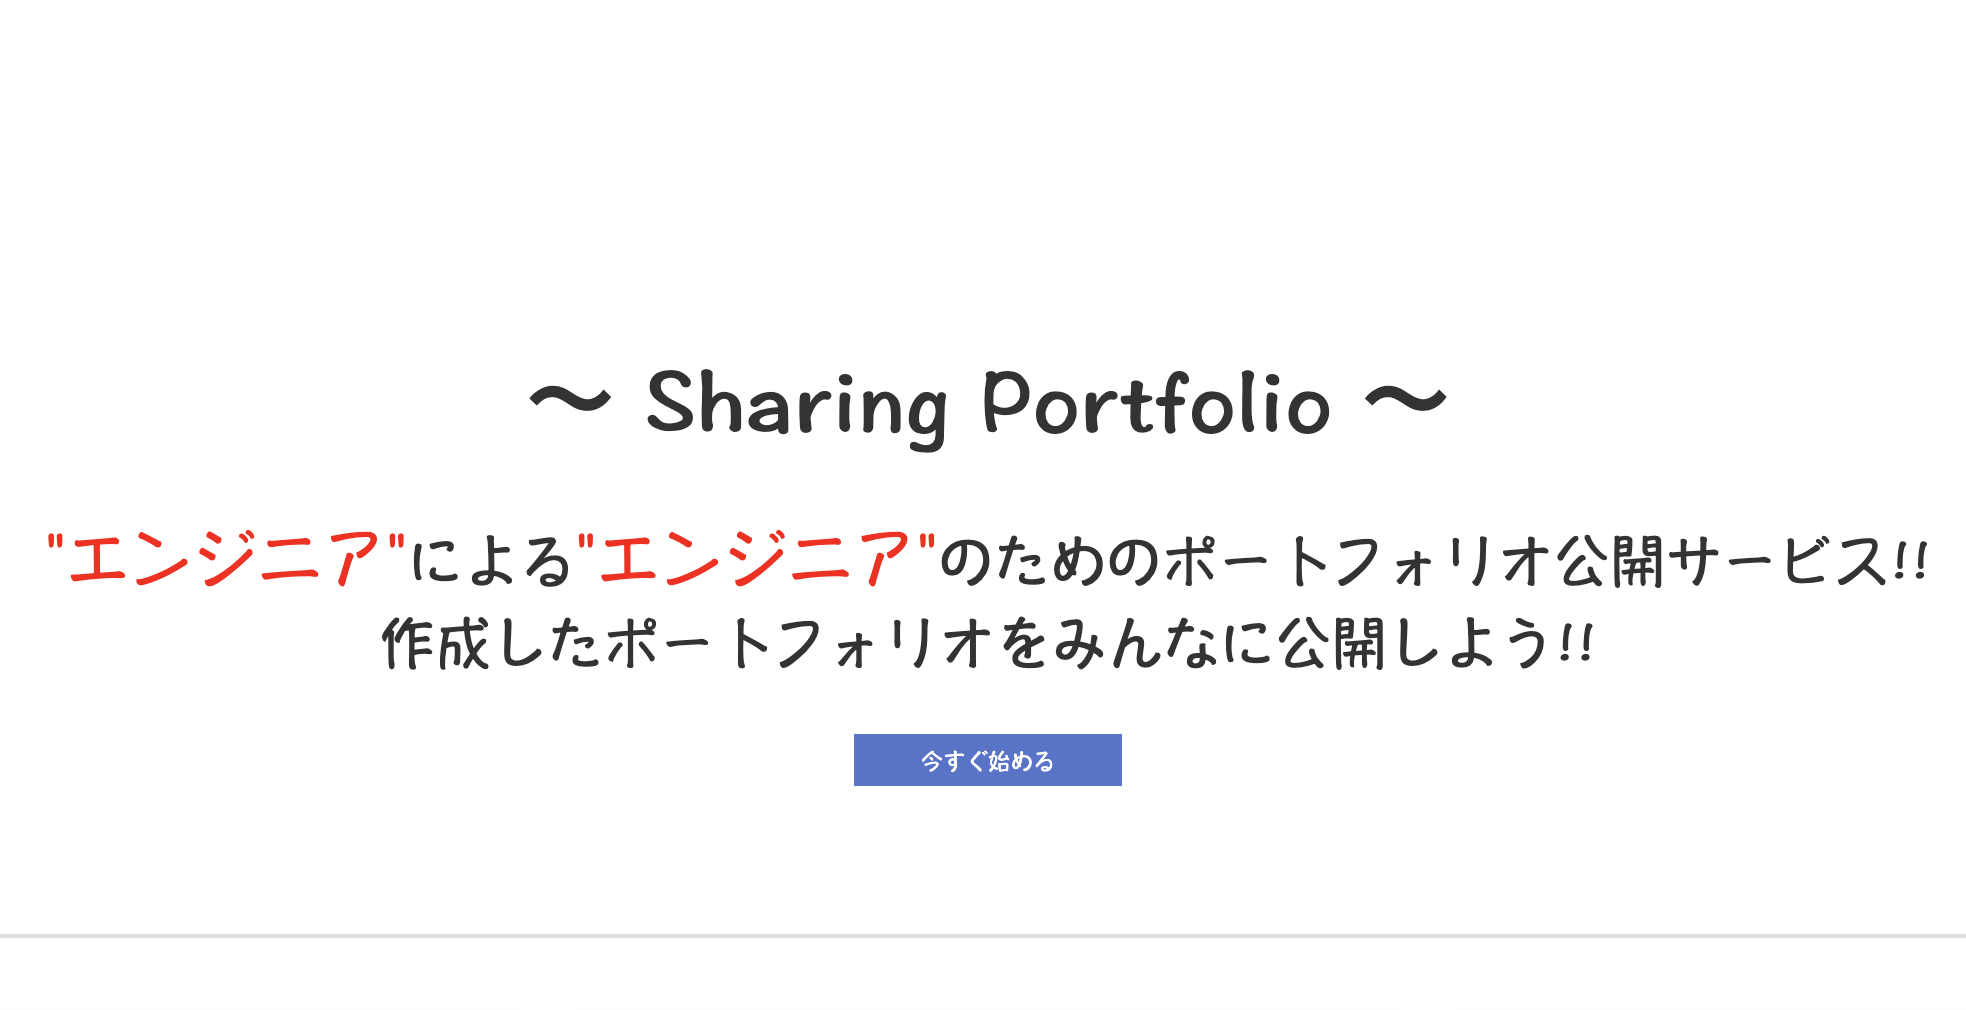 〜 Sharing Portfolio 〜
"エンジニア"による"エンジニア"のためのポートフォリオ公開サービス!!
作成したポートフォリオをみんなに公開しよう!!
今すぐ始める